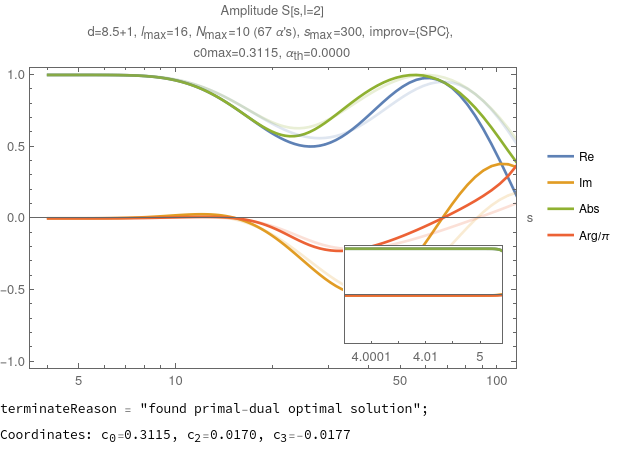 Amplitude S[s,l=2]
d=8.5+1, lmax=16, Nmax=10 (67 α's), smax=300, improv={SPC},
c0max=0.3115, αth=0.0000
1.0
0.5
0.0
−0.5
−1.0
5
10
50
100
s
4.0001
4.01
5
Re
Im
Abs
Arg/π
terminateReason = "found primal-dual optimal solution";
Coordinates: c0=0.3115, c2=0.0170, c3=-0.0177